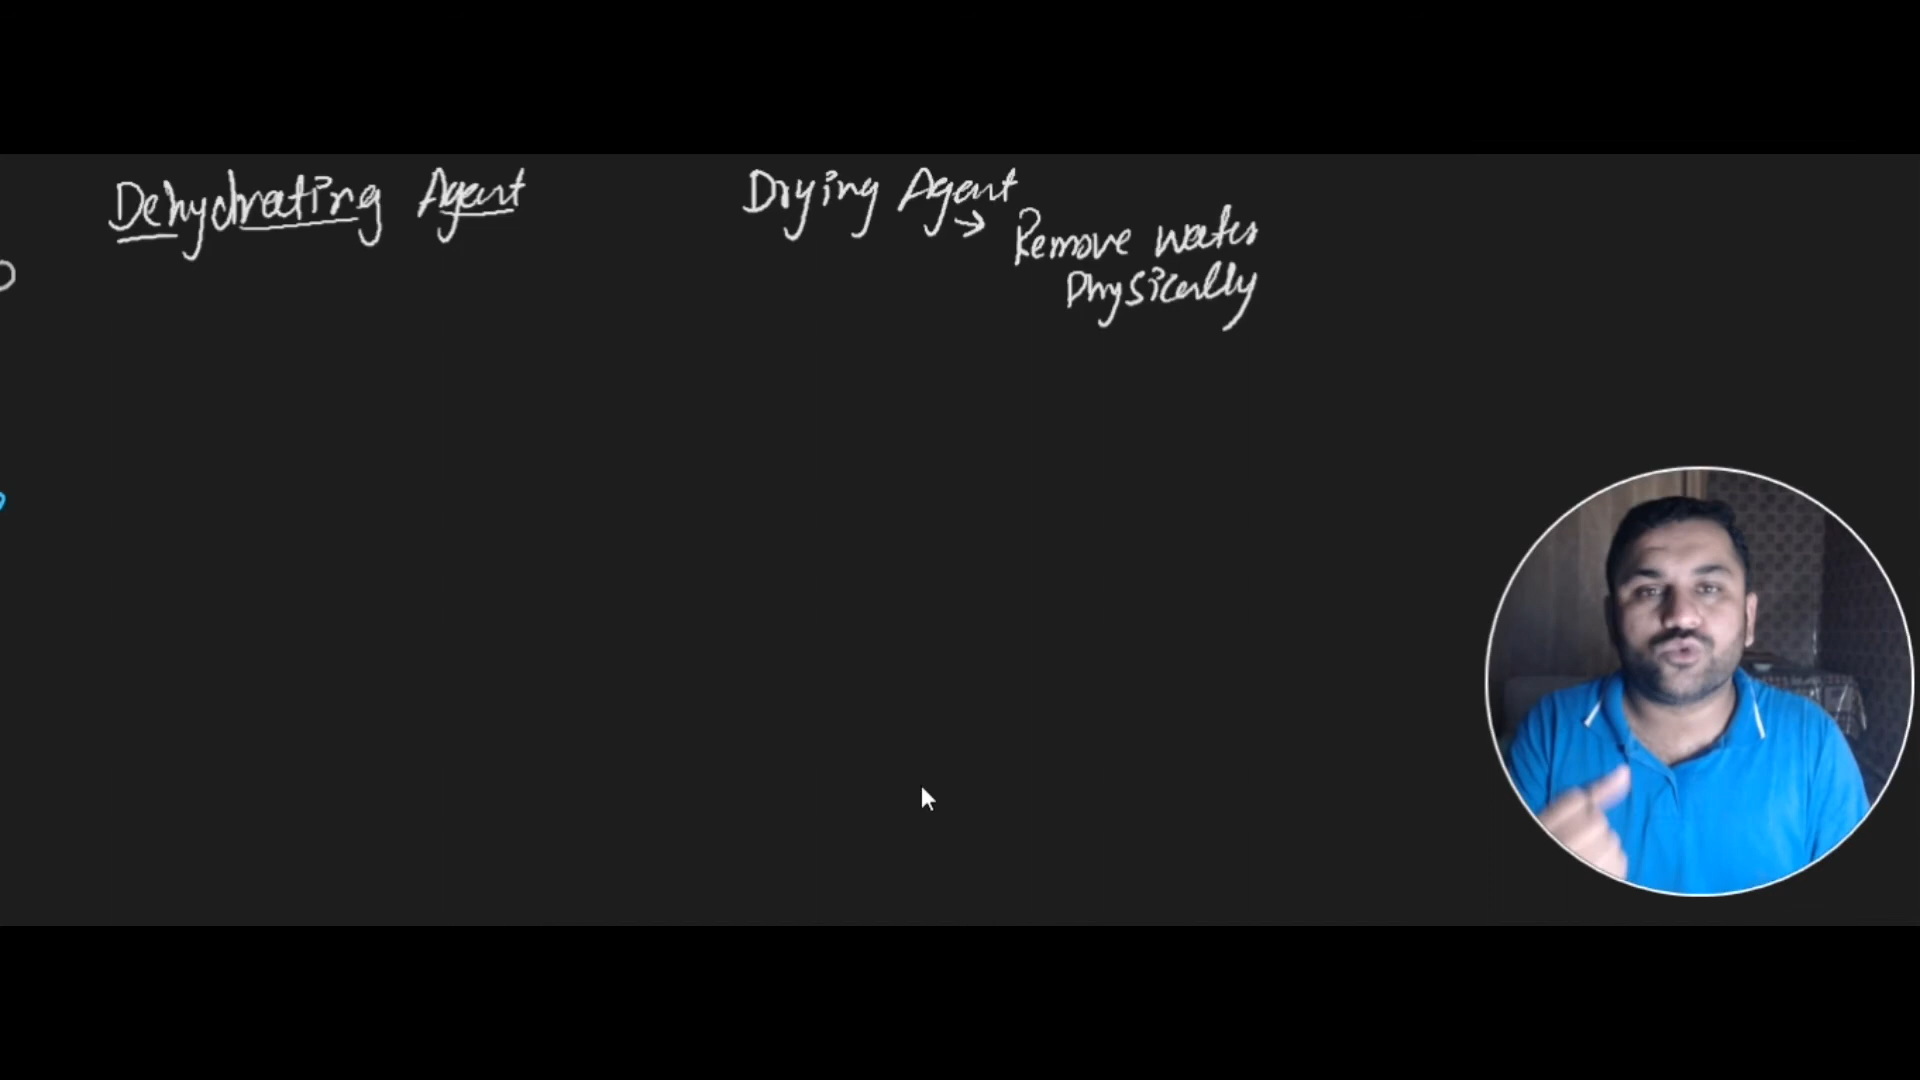 Dehydrating Agent
Drying Agent
→ Remove water
Physically